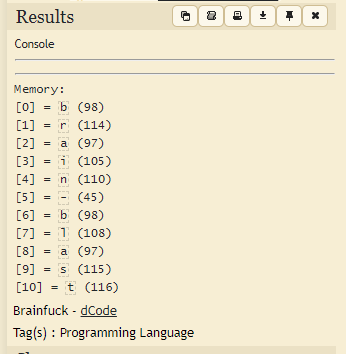 Results
Console
Memory:
[0] = b (98)
[1] = r (114)
[2] = a (97)
[3] = i (105)
[4] = n (110)
[5] = - (45)
[6] = b (98)
[7] = l (108)
[8] = a (97)
[9] = s (115)
[10] = t (116)
Brainfuck - dCode
Tag(s) : Programming Language